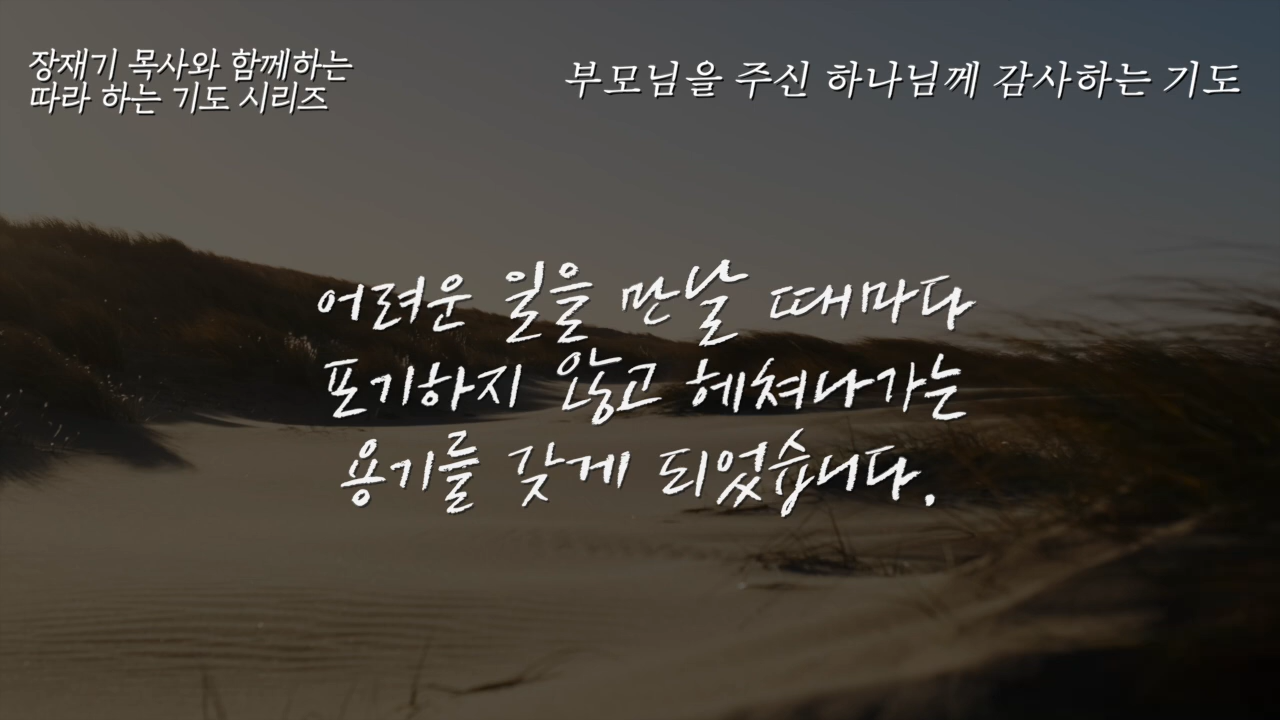 장재기 목사와 함께하는
따라 하는 기도 시리즈
부모님을 주신 하나님께 감사하는 기도
어려운 일을 만날 때마다
포기하지 않고 헤쳐나가는
용기를 갖게 되었습니다.